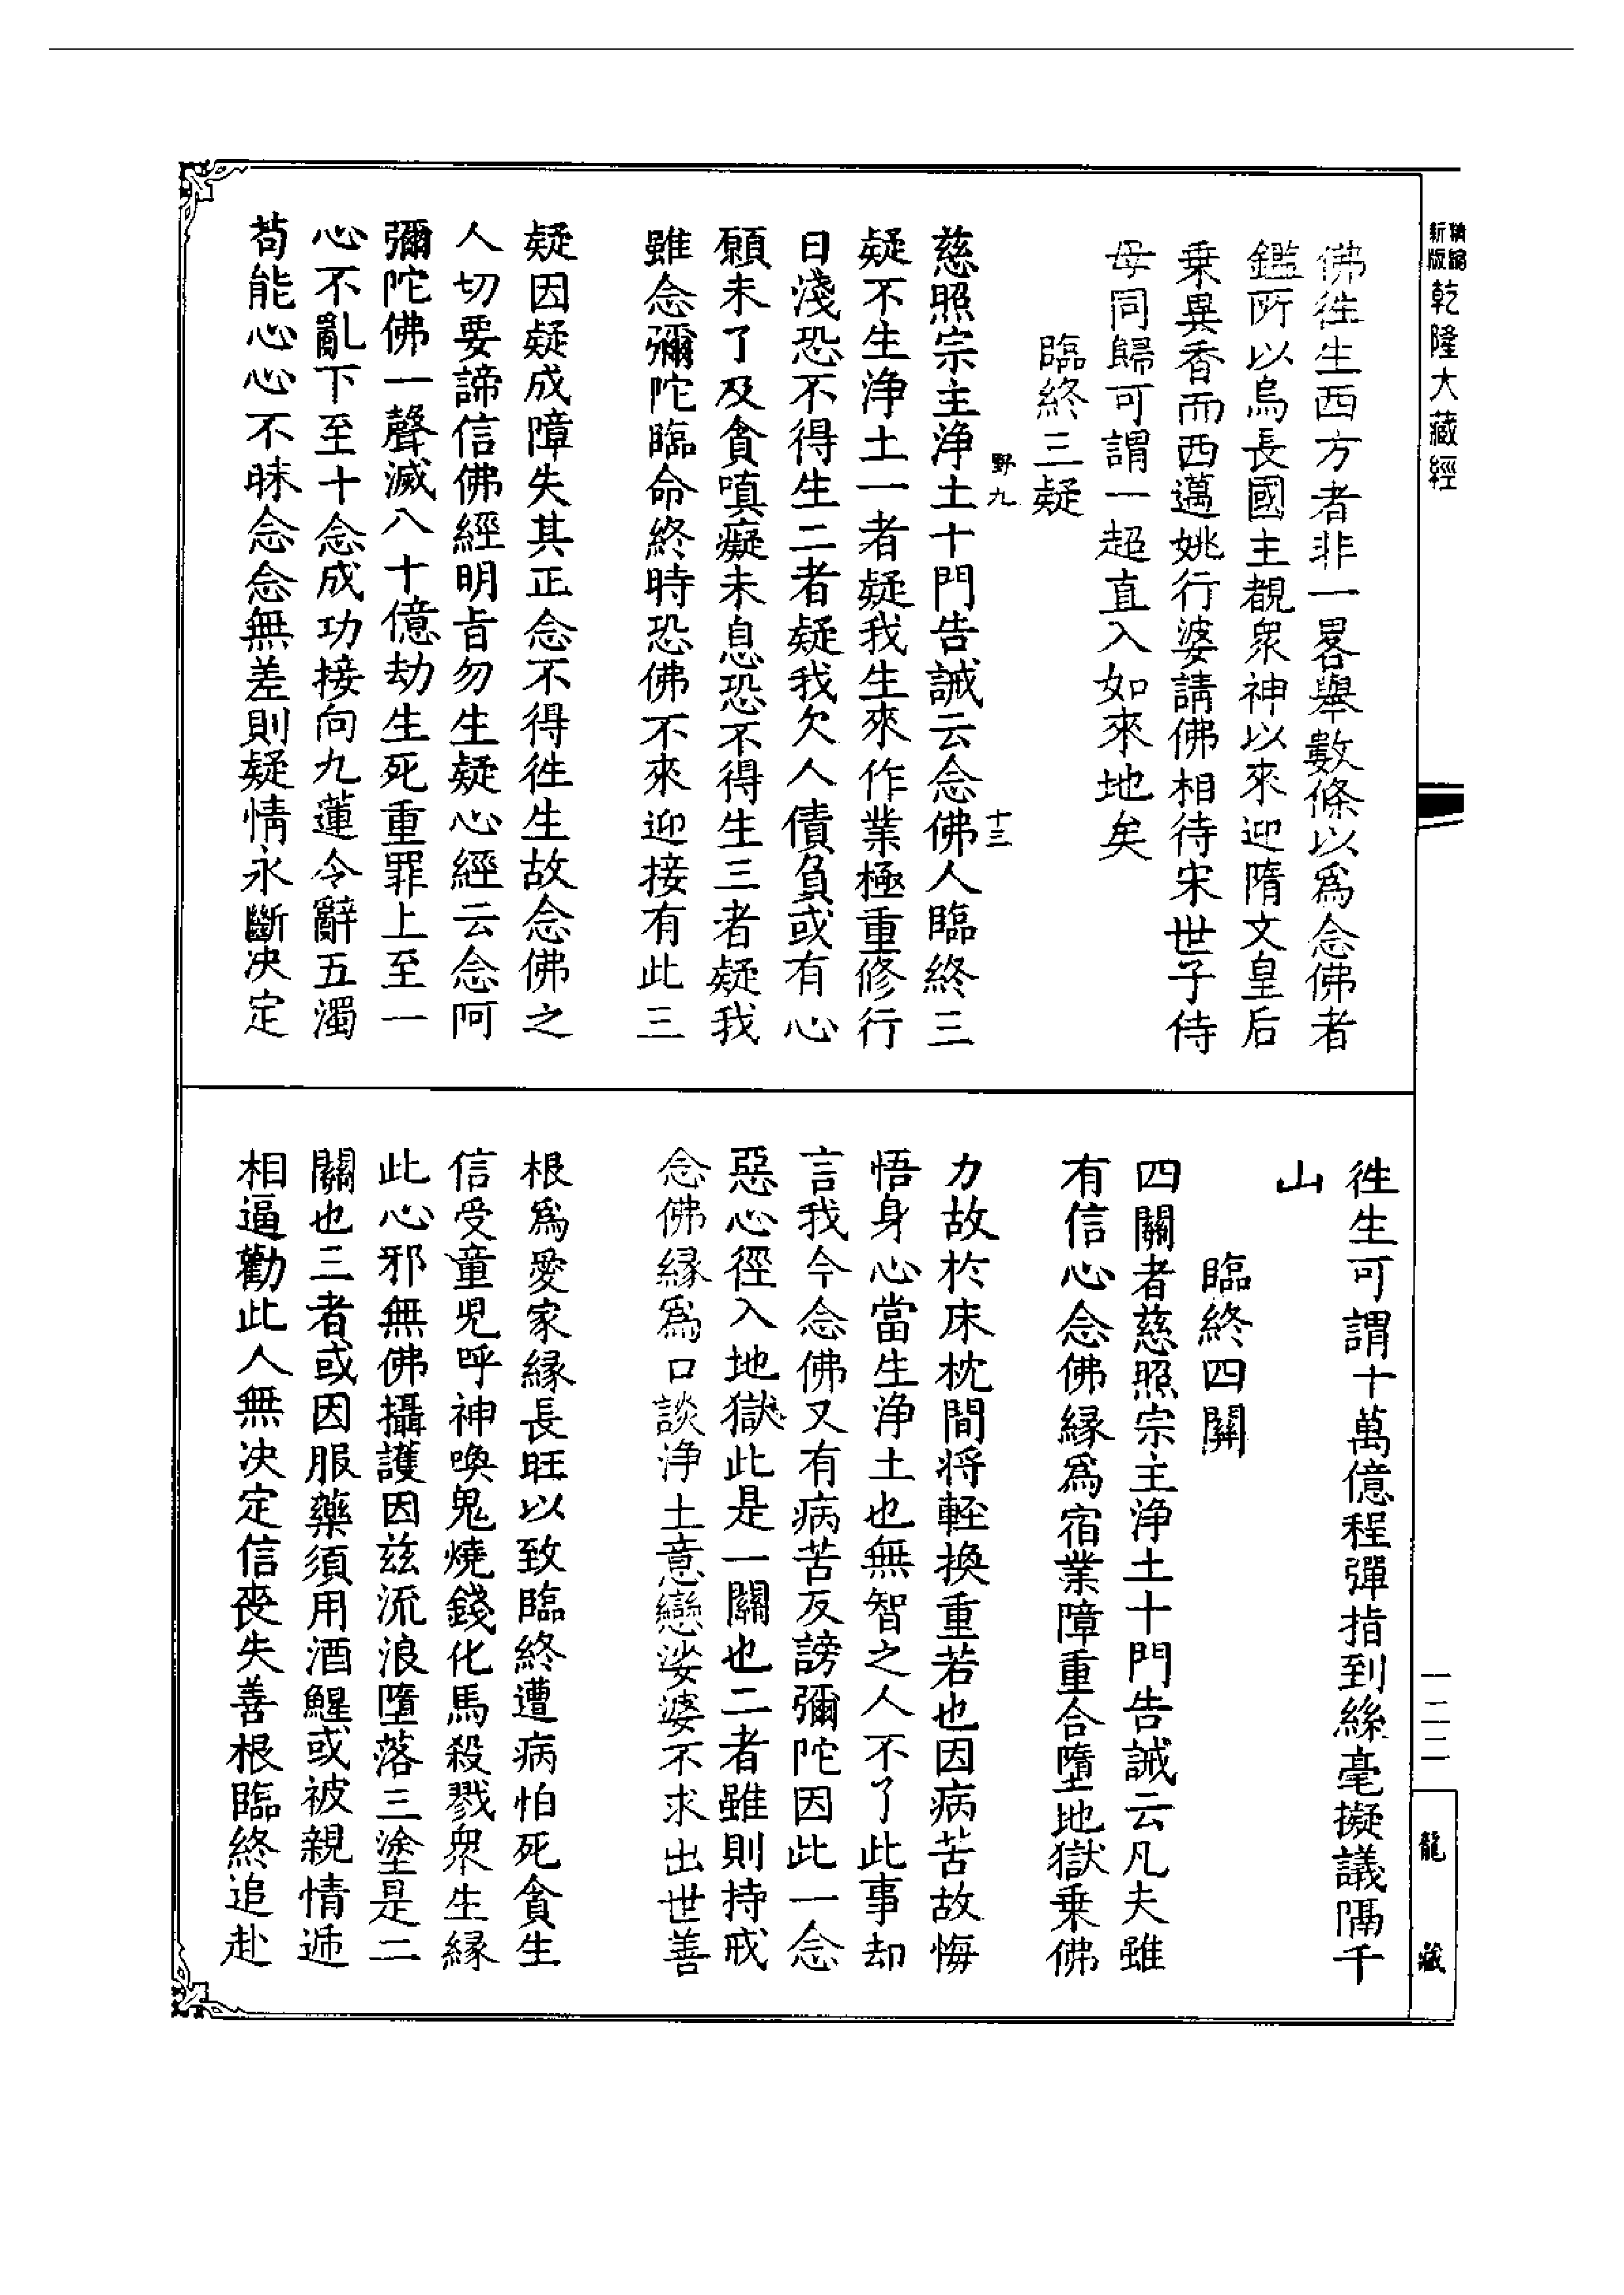 精編
新版
乾隆大藏經
佛徃生西方者非一畧舉數條以爲念佛者
鑑所以烏長國主覩衆神以來迎隋文皇后
乗異香而西邁姚行婆請佛相待宋世子侍
母同歸可謂一超直入如來地矣
臨終三疑
野九
十三
慈照宗主淨土十門告誡云念佛人臨終三
疑不生淨土一者疑我生來作業極重修行
日淺恐不得生二者疑我欠人債負或有心
願未了及貪嗔癡未息恐不得生三者疑我
雖念彌陀臨命終時恐佛不來迎接有此三
疑因疑成障失其正念不得徃生故念佛之
人切要諦信佛經明旨勿生疑心經云念阿
彌陀佛一聲滅八十億劫生死重罪上至一
心不亂下至十念成功接向九蓮令辭五濁
苟能心心不昧念念無差則疑情永斷决定
徃生可謂十萬億程彈指到絲毫擬議隔千
山
臨終四關
四關者慈照宗主淨土十門告誡云凡夫雖
有信心念佛縁爲宿業障重合墮地獄乗佛
力故於床枕間将輊換重若也因病苦故悔
悟身心當生淨土也無智之人不了此事却
言我今念佛又有病苦反謗彌陀因此一念
惡心徑入地獄此是一關也二者雖則持戒
念佛縁爲口談淨土意戀娑婆不求出世善
根爲愛家縁長旺以致臨終遭病怕死貪生
信受童児呼神喚鬼燒錢化馬殺戮衆生縁
此心邪無佛攝護因兹流浪墮落三塗是二
關也三者或因服藥須用酒鯹或被親情逓
相逼勸此人無决定信喪失善根臨終追赴
一二二
龍藏